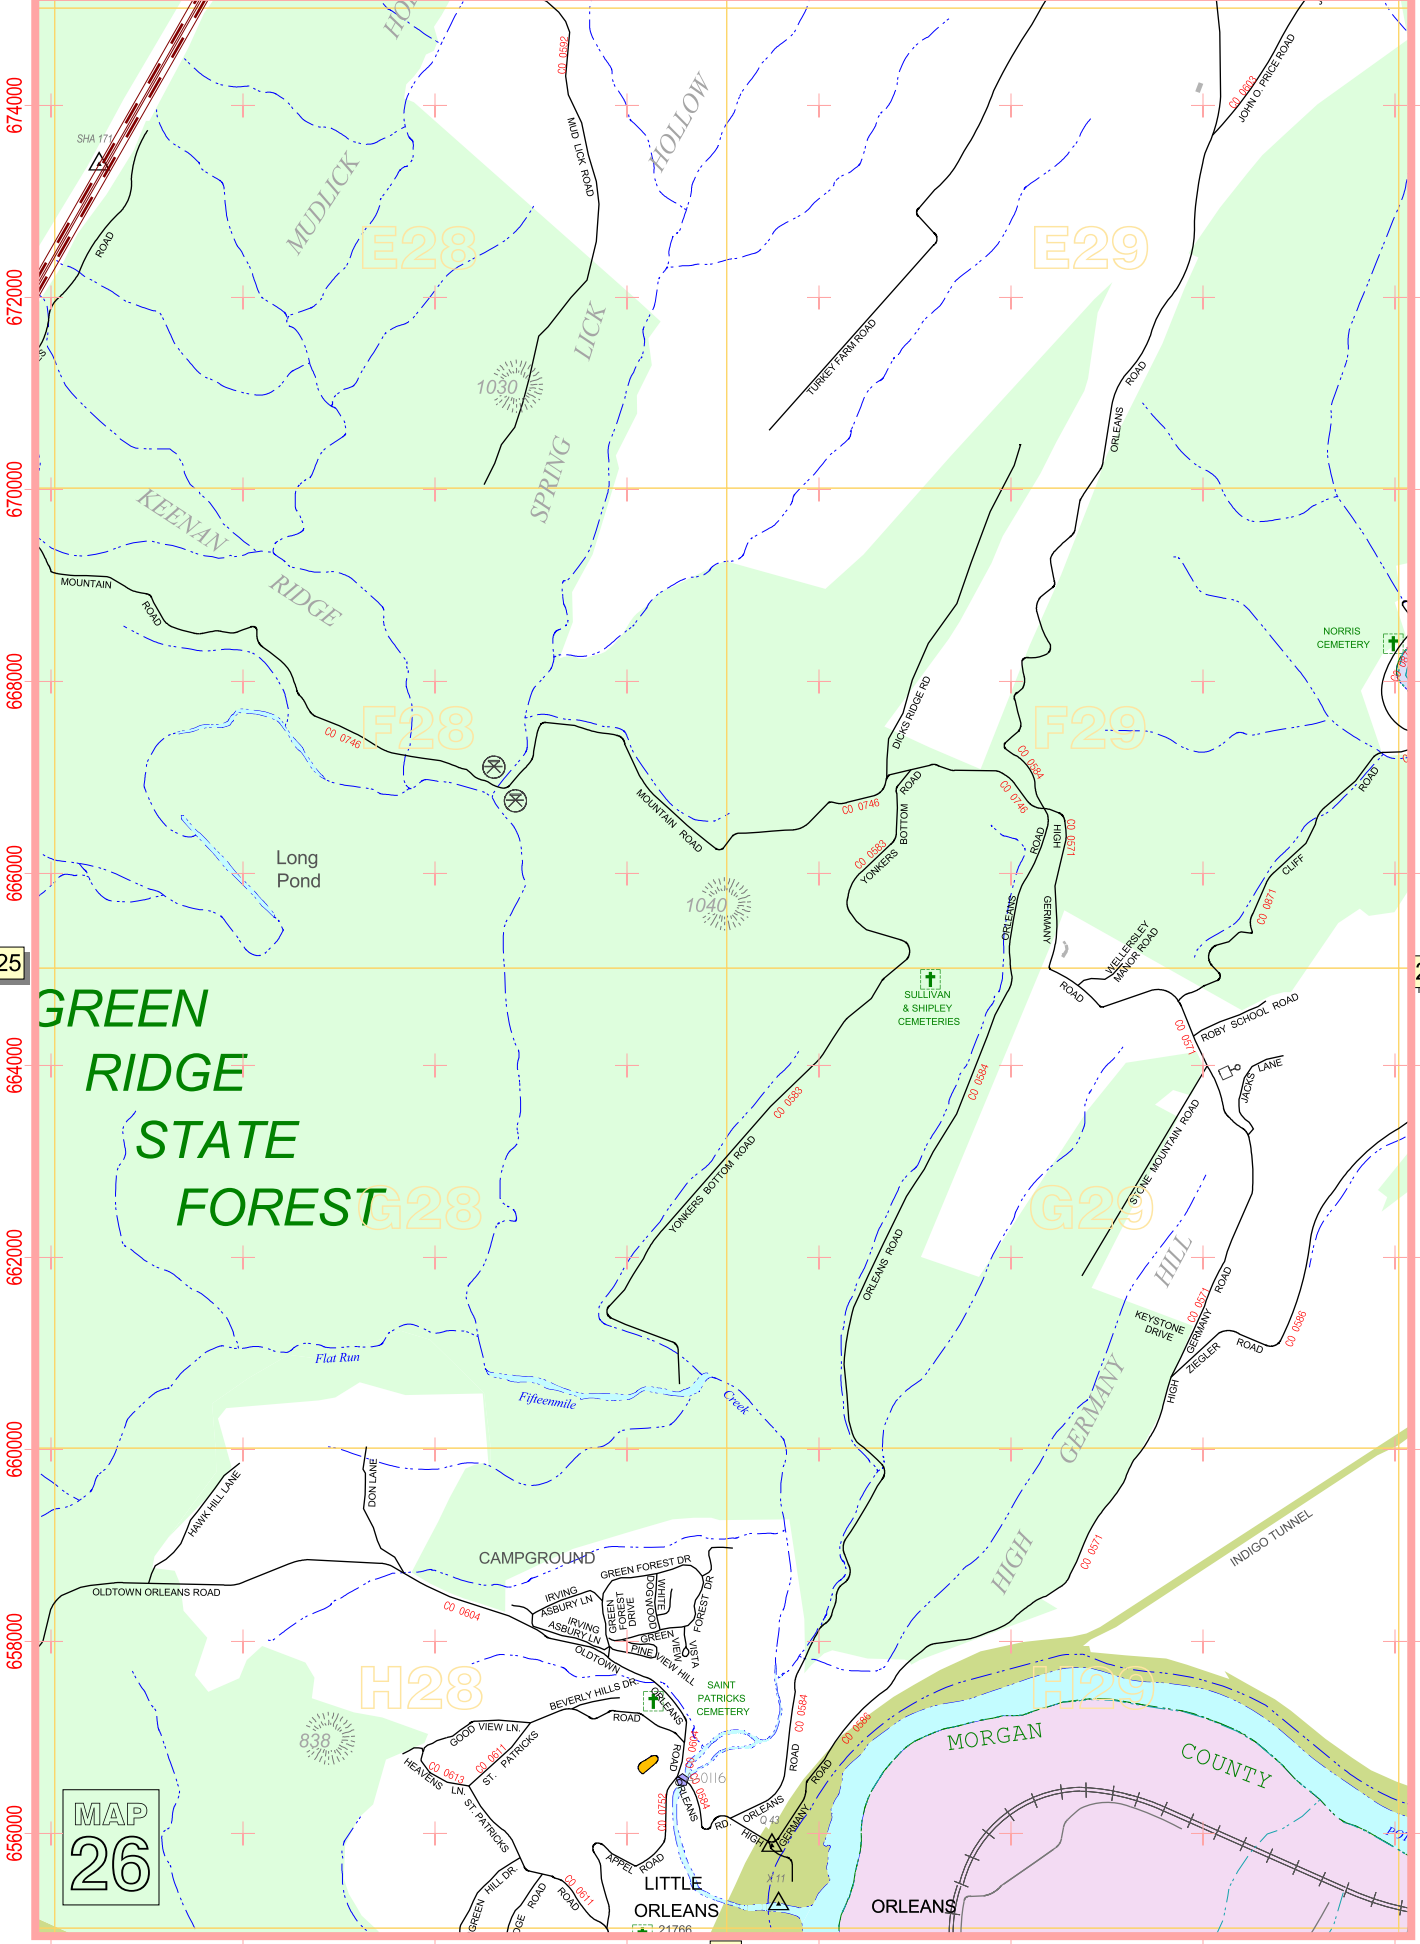 674000
672000
670000
668000
666000
664000
662000
660000
658000
656000
25
SHA 171
ROAD
MUDLICK
HOLLOW
CO 0592
MUD LICK ROAD
E28
E29
CO 0603
JOHN O. PRICE ROAD
TURKEY FARM ROAD
ORLEANS
ROAD
1030
SPRING
LICK
KEENAN
RIDGE
MOUNTAIN
ROAD
CO 0746
F28
F29
NORRIS
CEMETERY
DICKS RIDGE RD
MOUNTAIN ROAD
CO 0746
CO 0584
CO 0746
CO 0583
YONKERS
BOTTOM
ROAD
HIGH
CO 0571
GERMANY
ROAD
ORLEANS
ROAD
CLIFF
ROAD
CO 0871
Long
Pond
1040
WELLERSLEY
MANOR ROAD
SULLIVAN
& SHIPLEY
CEMETERIES
GREEN
RIDGE
STATE
FOREST
CO 0571
ROBY SCHOOL ROAD
JACKS LANE
CO 0584
CO 0583
STONE MOUNTAIN ROAD
YONKERS BOTTOM ROAD
G28
G29
ORLEANS ROAD
HIGH
GERMANY
HILL
KEYSTONE
DRIVE
CO 0571
HIGH
GERMANY
ROAD
ZIEGLER
ROAD
CO 0586
Flat Run
Fifteenmile
Creek
HAWK HILL LANE
DON LANE
OLDTOWN ORLEANS ROAD
CO 0604
CAMPGROUND
INDIGO TUNNEL
CO 0571
GREEN FOREST DR
IRVING
ASBURY LN
IRVING
ASBURY LN
GREEN
FOREST
DRIVE
DOGWOOD
WHITE
FOREST DR
GREEN
VIEW
VISTA
PINE VIEW HILL
OLDTOWN
ORLEANS
ROAD
H28
H29
SAINT
PATRICKS
CEMETERY
BEVERLY HILLS DR.
GOOD VIEW LN.
ROAD
ST. PATRICKS
CO 0611
CO 0613
HEAVENS LN.
ST. PATRICKS
ROAD
CO 0611
838
CO 0604
CO 0584
ORLEANS
RD.
ORLEANS
ROAD
CO 0584
CO 0586
HIGH
GERMANY
ROAD
Q 43
X 11
CO 0752
APPEL ROAD
GREEN
HILL DR.
ROAD
LITTLE
ORLEANS
21766
ORLEANS
MORGAN
COUNTY
MAP
26